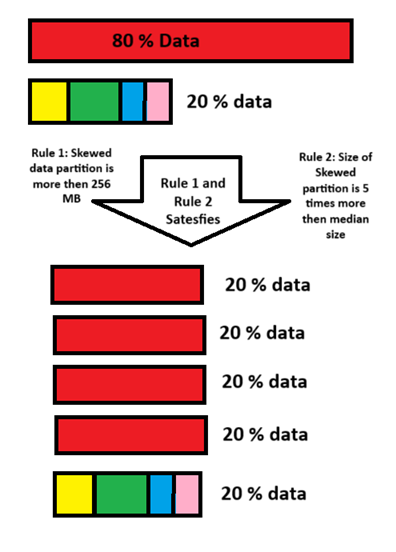 80 % Data
20 % data
Rule 1: Skewed
data partition is
more then 256
MB
Rule 1 and
Rule 2
Satesfies
Rule 2: Size of
Skewed
partition is 5
times more
then median
size
20 % data
20 % data
20 % data
20 % data
20 % data